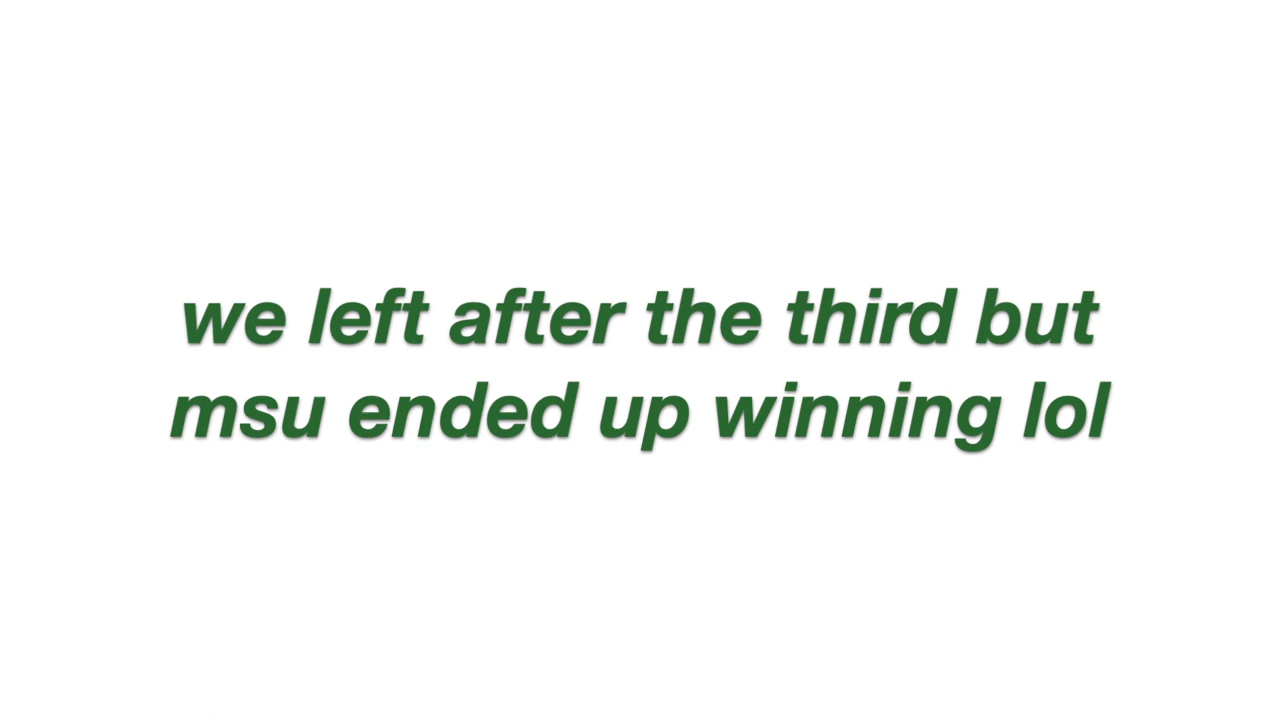 we left after the third but
msu ended up winning lol